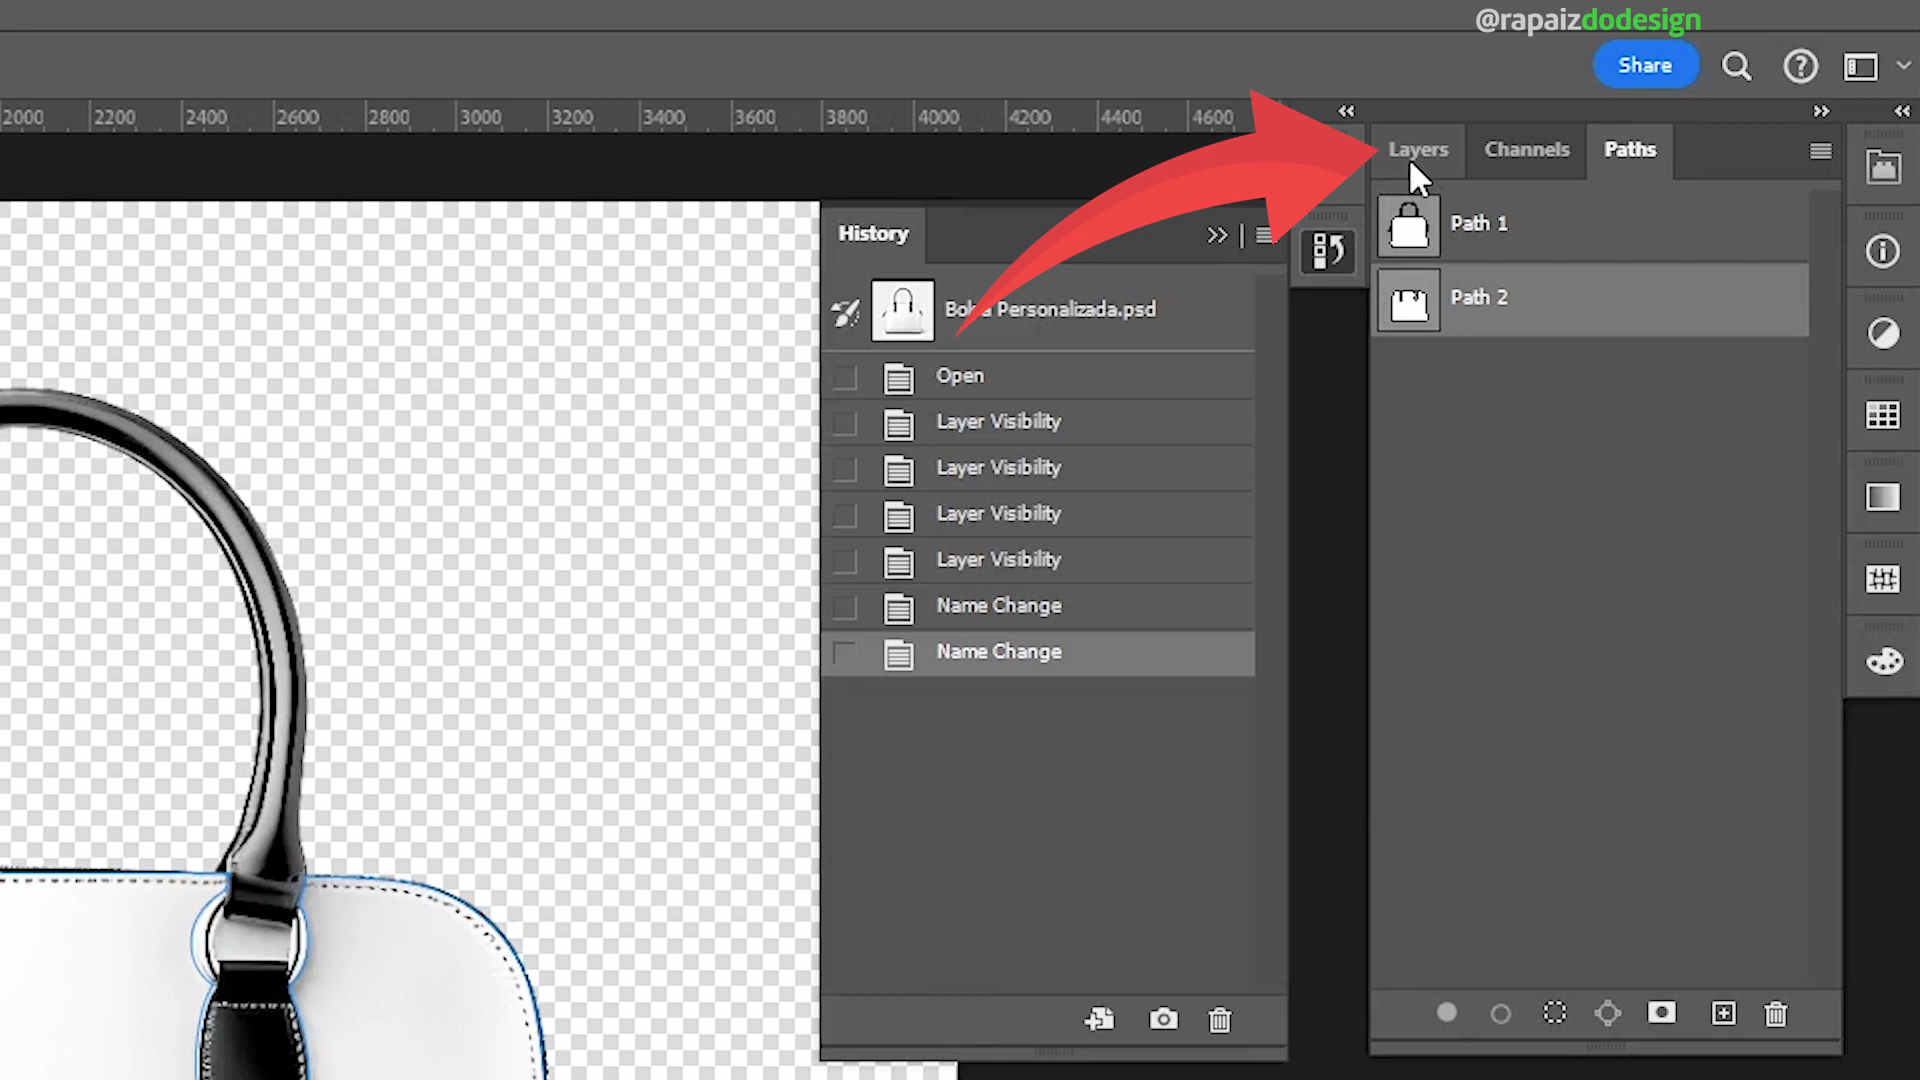 @rapaizdodesign
Share
2000 2200 2400 2600 2800 3000 3200 3400 3600 3800 4000 4200 4400 4600
Layers Channels Paths
Path 1
Path 2
History
Personalizada.psd
Open
Layer Visibility
Layer Visibility
Layer Visibility
Layer Visibility
Name Change
Name Change